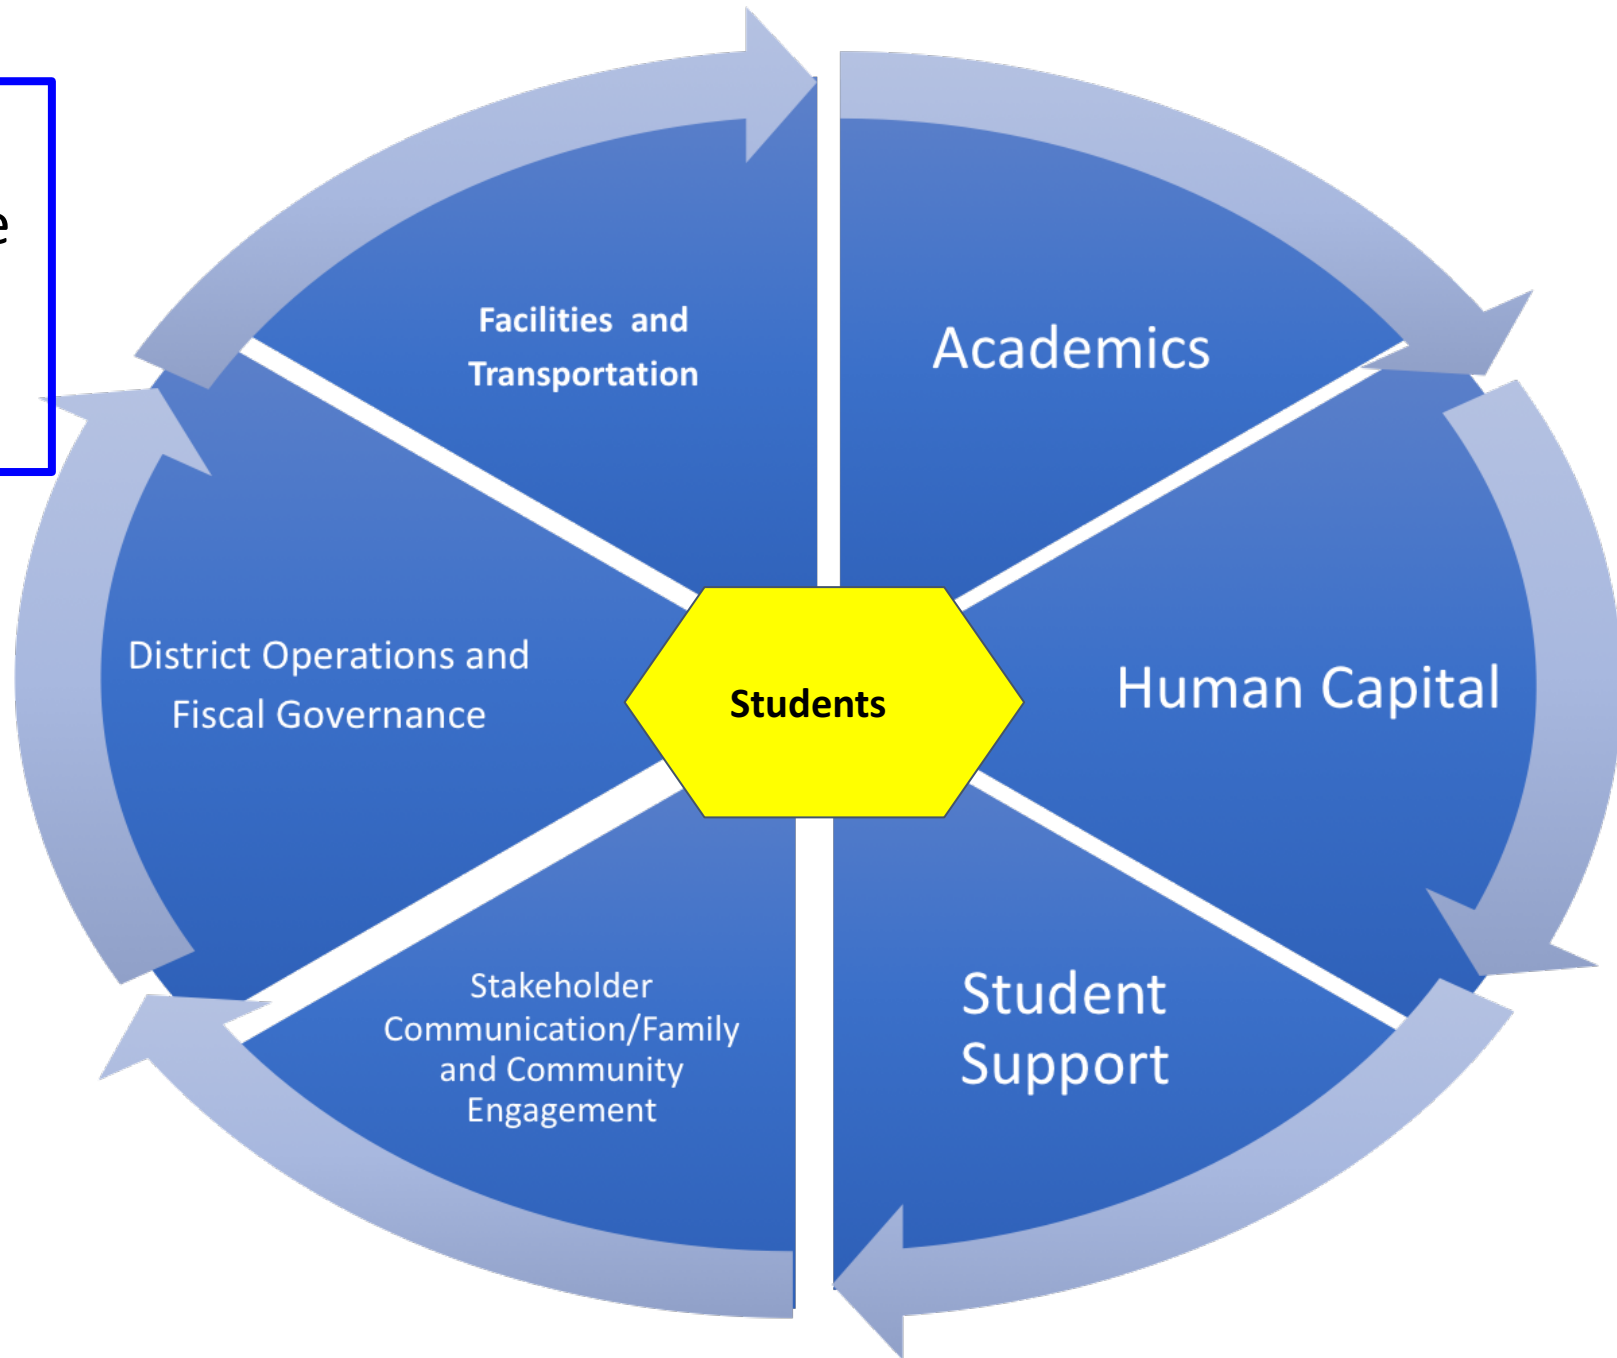 e
Facilities and
Transportation
Academics
Human Capital
Student
Support
Stakeholder
Communication/Family
and Community
Engagement
District Operations and
Fiscal Governance
Students